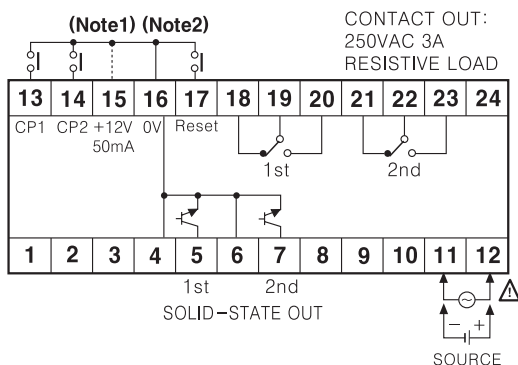 (Note1) (Note2)
CONTACT OUT:
250VAC 3A
RESISTIVE LOAD
13 14 15 16 17 18 19 20 21 22 23 24
CP1 CP2 +12V 0V Reset
50mA
1st 2nd
1 2 3 4 5 6 7 8 9 10 11 12
1st 2nd
SOLID-STATE OUT
- +
SOURCE